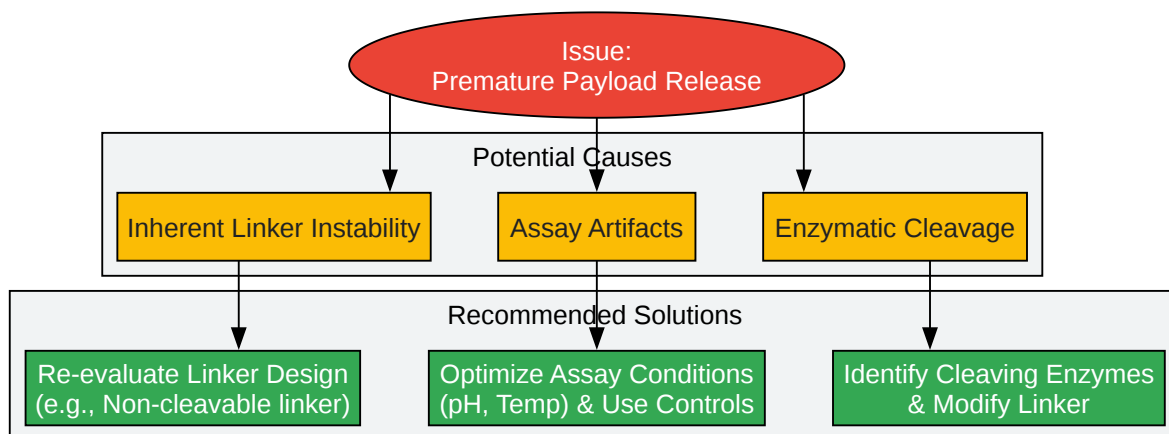 Issue:
Premature Payload Release
Potential Causes
Inherent Linker Instability
Assay Artifacts
Enzymatic Cleavage
Recommended Solutions
Re-evaluate Linker Design
(e.g., Non-cleavable linker)
Optimize Assay Conditions
(pH, Temp) & Use Controls
Identify Cleaving Enzymes
& Modify Linker